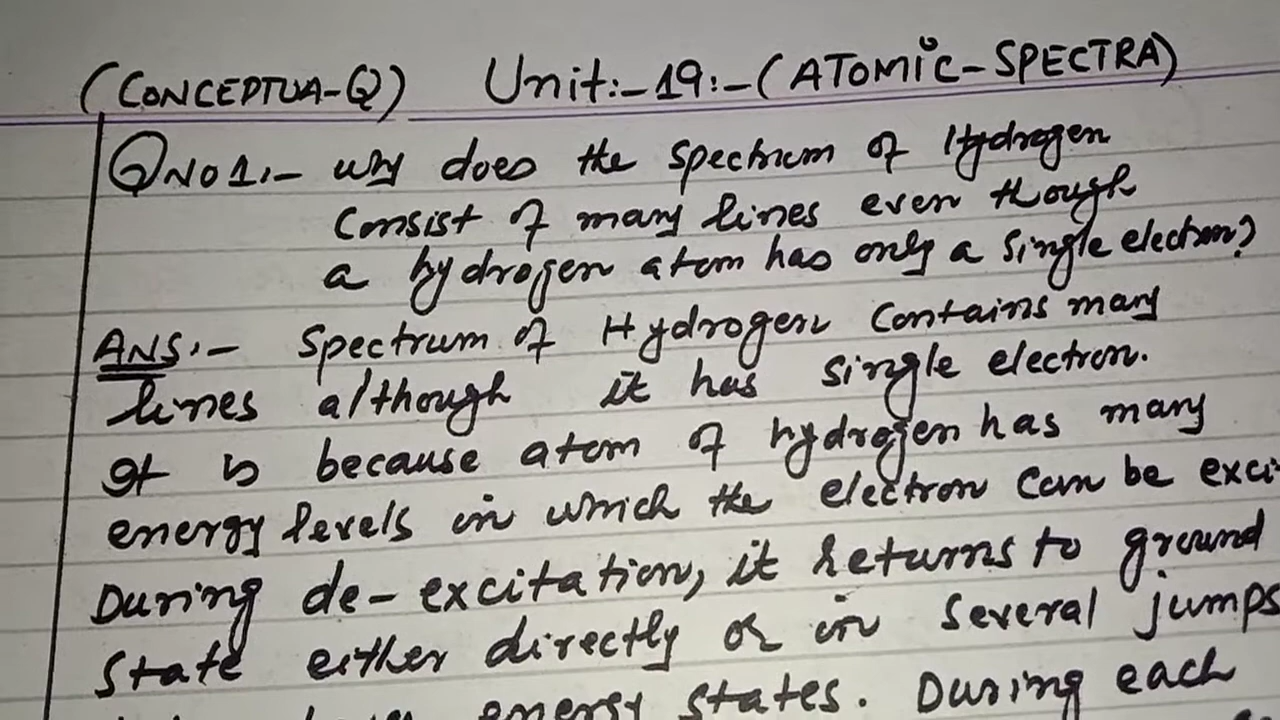 (CONCEPTUA-Q) Unit:-19:-(ATOMIC-SPECTRA)
QNO1:- why does the spectrum of Hydrogen
consist of many lines even though
a hydrogen atom has only a single electron?
ANS:- Spectrum of Hydrogen contains many
lines although it has single electron.
It is because atom of hydrogen has many
energy levels in which the electron can be exci
During de-excitation, it returns to ground
state either directly or in several jumps
energy states. During each